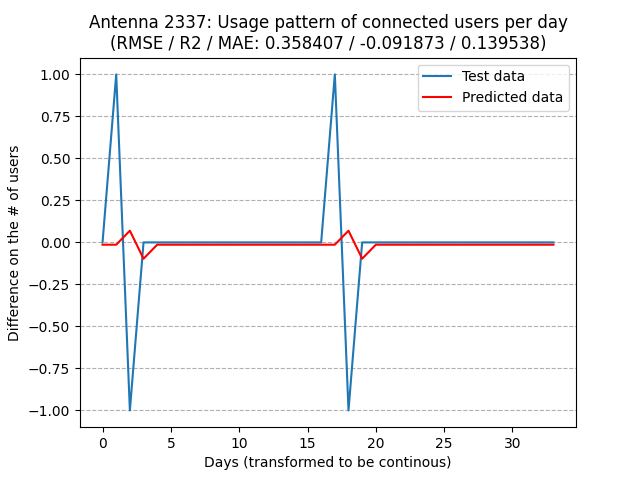 Antenna 2337: Usage pattern of connected users per day
(RMSE / R2 / MAE: 0.358407 / -0.091873 / 0.139538)
Test data
Predicted data
Difference on the # of users
1.00
0.75
0.50
0.25
0.00
−0.25
−0.50
−0.75
−1.00
0 5 10 15 20 25 30
Days (transformed to be continous)